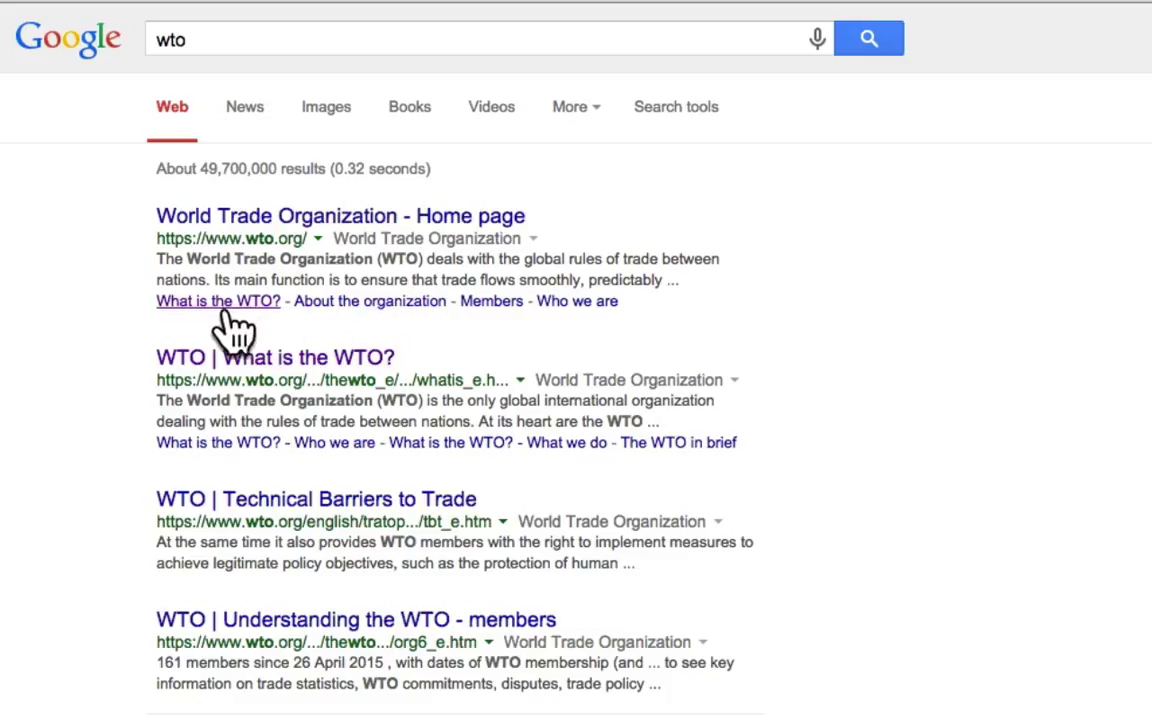 Google wto
Web News Images Books Videos More Search tools
About 49,700,000 results (0.32 seconds)
World Trade Organization - Home page
https://www.wto.org/ World Trade Organization
The World Trade Organization (WTO) deals with the global rules of trade between
nations. Its main function is to ensure that trade flows smoothly, predictably ...
What is the WTO? - About the organization - Members - Who we are
WTO | What is the WTO?
https://www.wto.org/.../thewto_e/.../whatis_e.h... World Trade Organization
The World Trade Organization (WTO) is the only global international organization
dealing with the rules of trade between nations. At its heart are the WTO ...
What is the WTO? - Who we are - What is the WTO? - What we do - The WTO in brief
WTO | Technical Barriers to Trade
https://www.wto.org/english/tratop.../tbt_e.htm World Trade Organization
At the same time it also provides WTO members with the right to implement measures to
achieve legitimate policy objectives, such as the protection of human ...
WTO | Understanding the WTO - members
https://www.wto.org/.../thewto.../org6_e.htm World Trade Organization
161 members since 26 April 2015 , with dates of WTO membership (and ... to see key
information on trade statistics, WTO commitments, disputes, trade policy ...